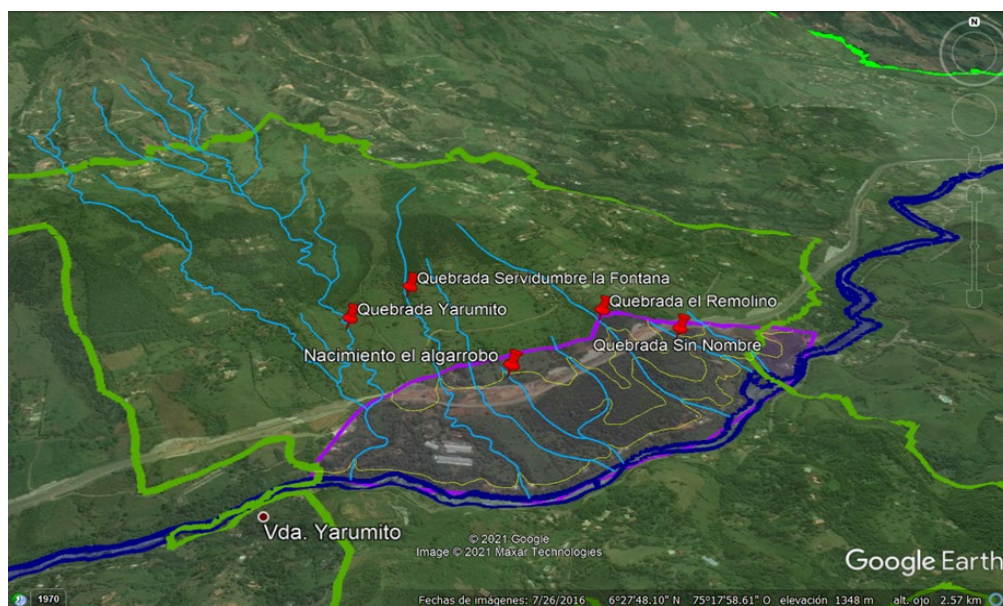 N
Quebrada Servidumbre la Fontana
Quebrada Yarumito
Quebrada el Remolino
Quebrada Sin Nombre
Nacimiento el algarrobo
Vda. Yarumito
© 2021 Google
Image © 2021 Maxar Technologies
Google Earth
1970
Fechas de imágenes: 7/26/2016 6°27'48.10" N 75°17'58.61" O elevación 1348 m alt. ojo 2.57 km